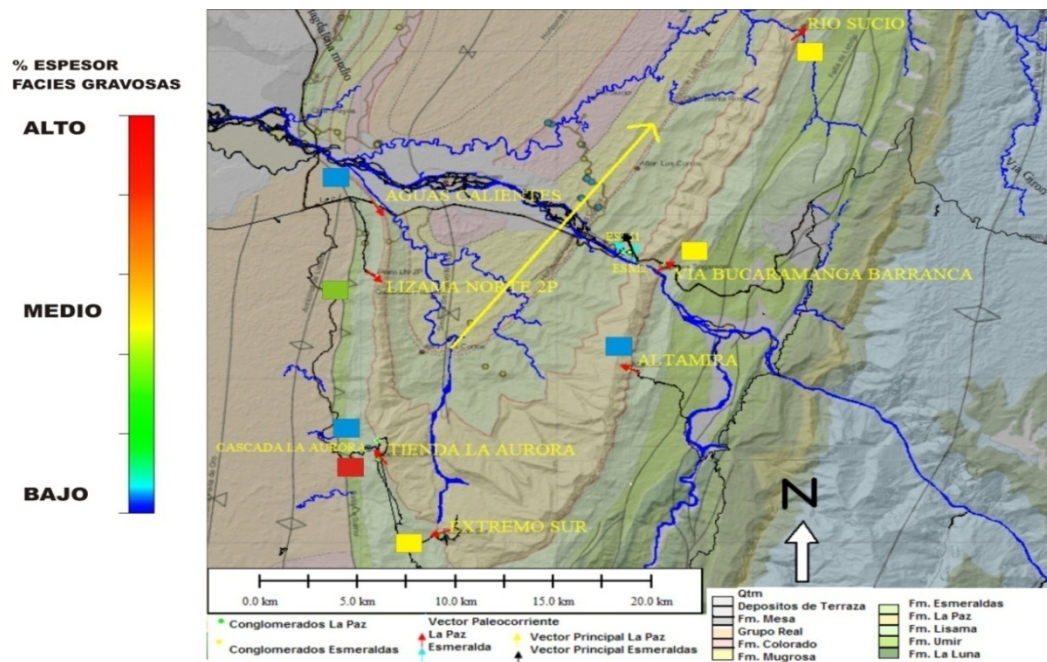 % ESPESOR
FACIES GRAVOSAS
ALTO
MEDIO
BAJO
RIO SUCIO
AGUAS CALIENTES
LIZAMA NORTE 2P
VIA BUCARAMANGA BARRANCA
ALTAMIRA
CASCADA LA AURORA
TIENDA LA AURORA
EXTREMO SUR
N
0.0 km
5.0 km
10.0 km
15.0 km
20.0 km
Conglomerados La Paz
Conglomerados Esmeraldas
Vector Paleocorriente
La Paz
Esmeralda
Vector Principal La Paz
Vector Principal Esmeraldas
Qtm
Depositos de Terraza
Fm. Mesa
Grupo Real
Fm. Colorado
Fm. Mugrosa
Fm. Esmeraldas
Fm. La Paz
Fm. Lisama
Fm. Umir
Fm. La Luna